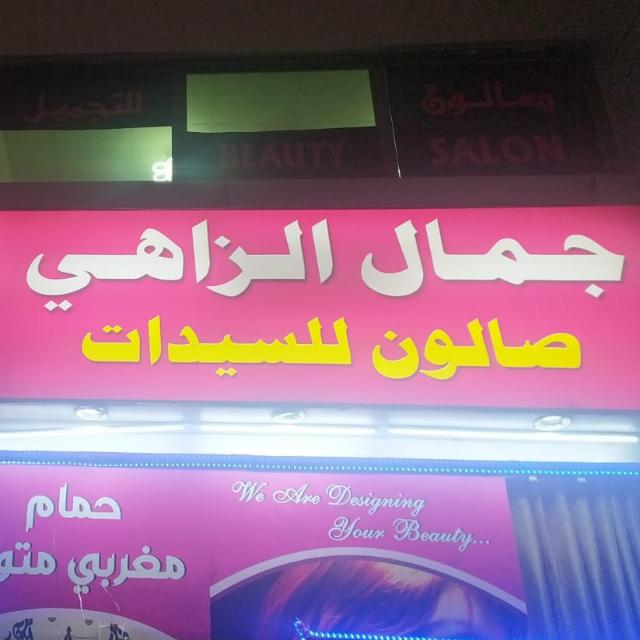 صالون للتجميل
BEAUTY SALON
جمال الزاهي
صالون للسيدات
حمام
مغربي
We Are Designing
Your Beauty...